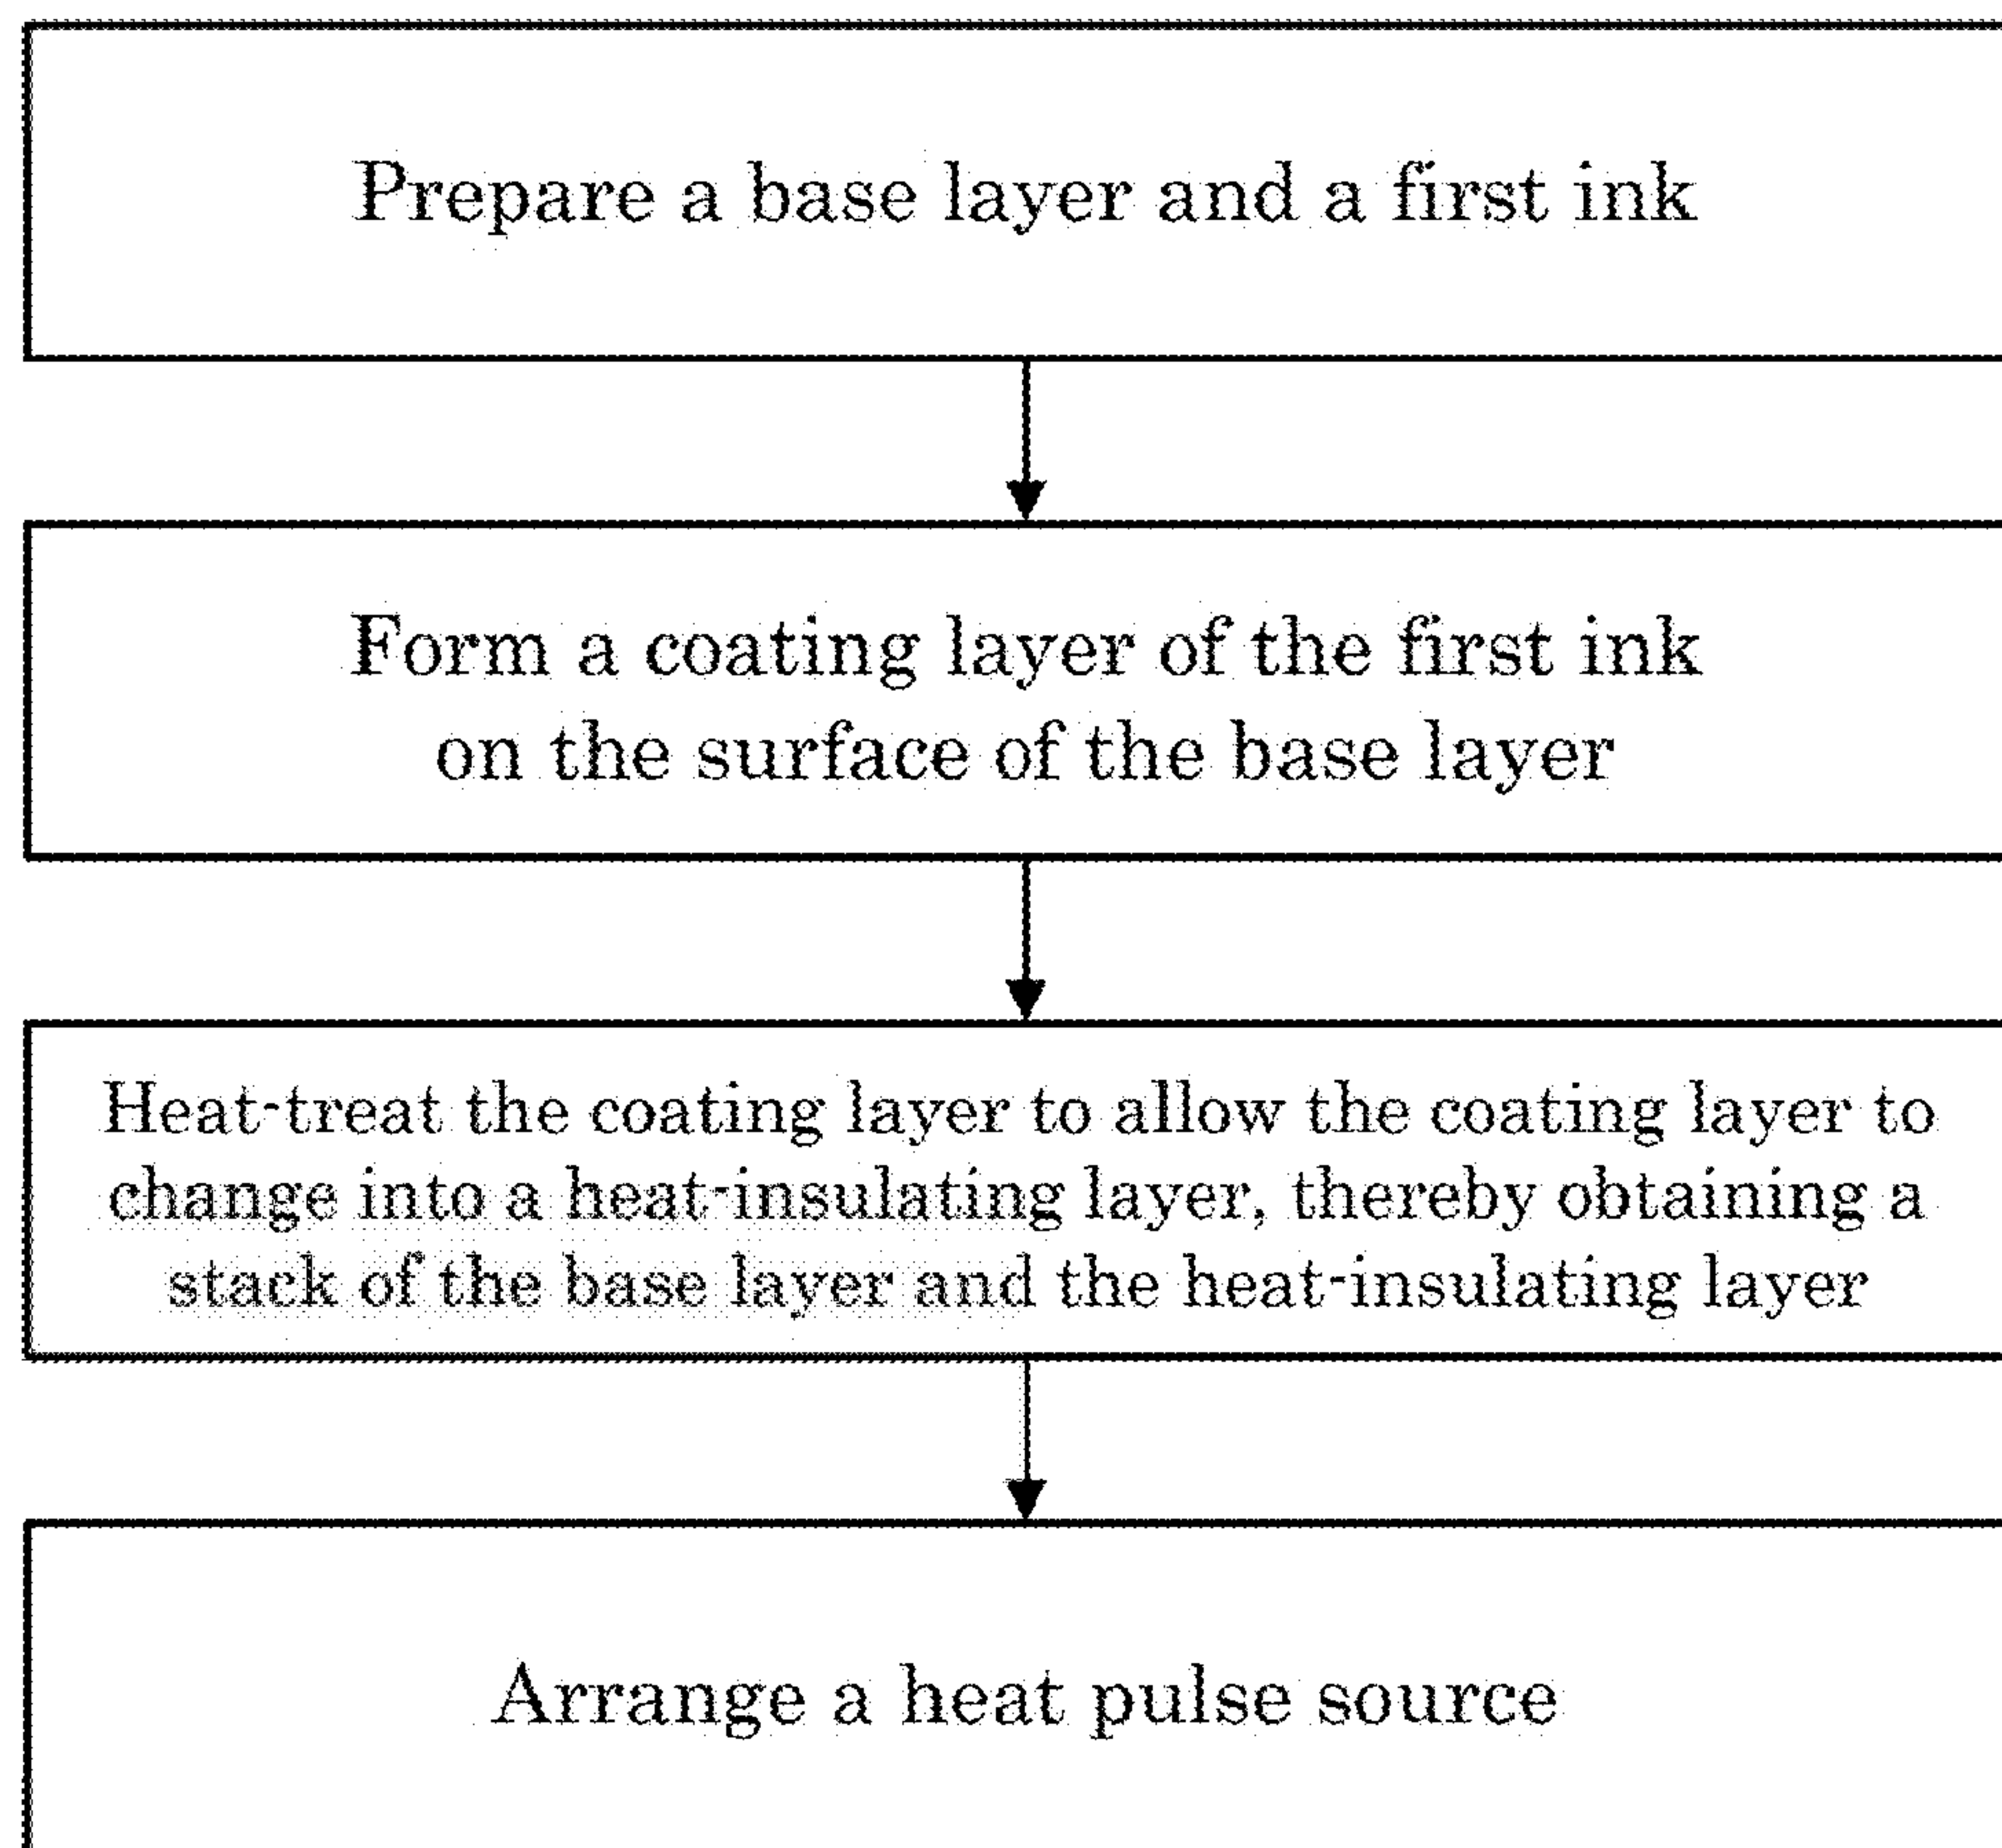 Prepare a base layer and a first ink
Form a coating layer of the first ink
on the surface of the base layer
Heat-treat the coating layer to allow the coating layer to
change into a heat-insulating layer, thereby obtaining a
stack of the base layer and the heat-insulating layer
Arrange a heat pulse source